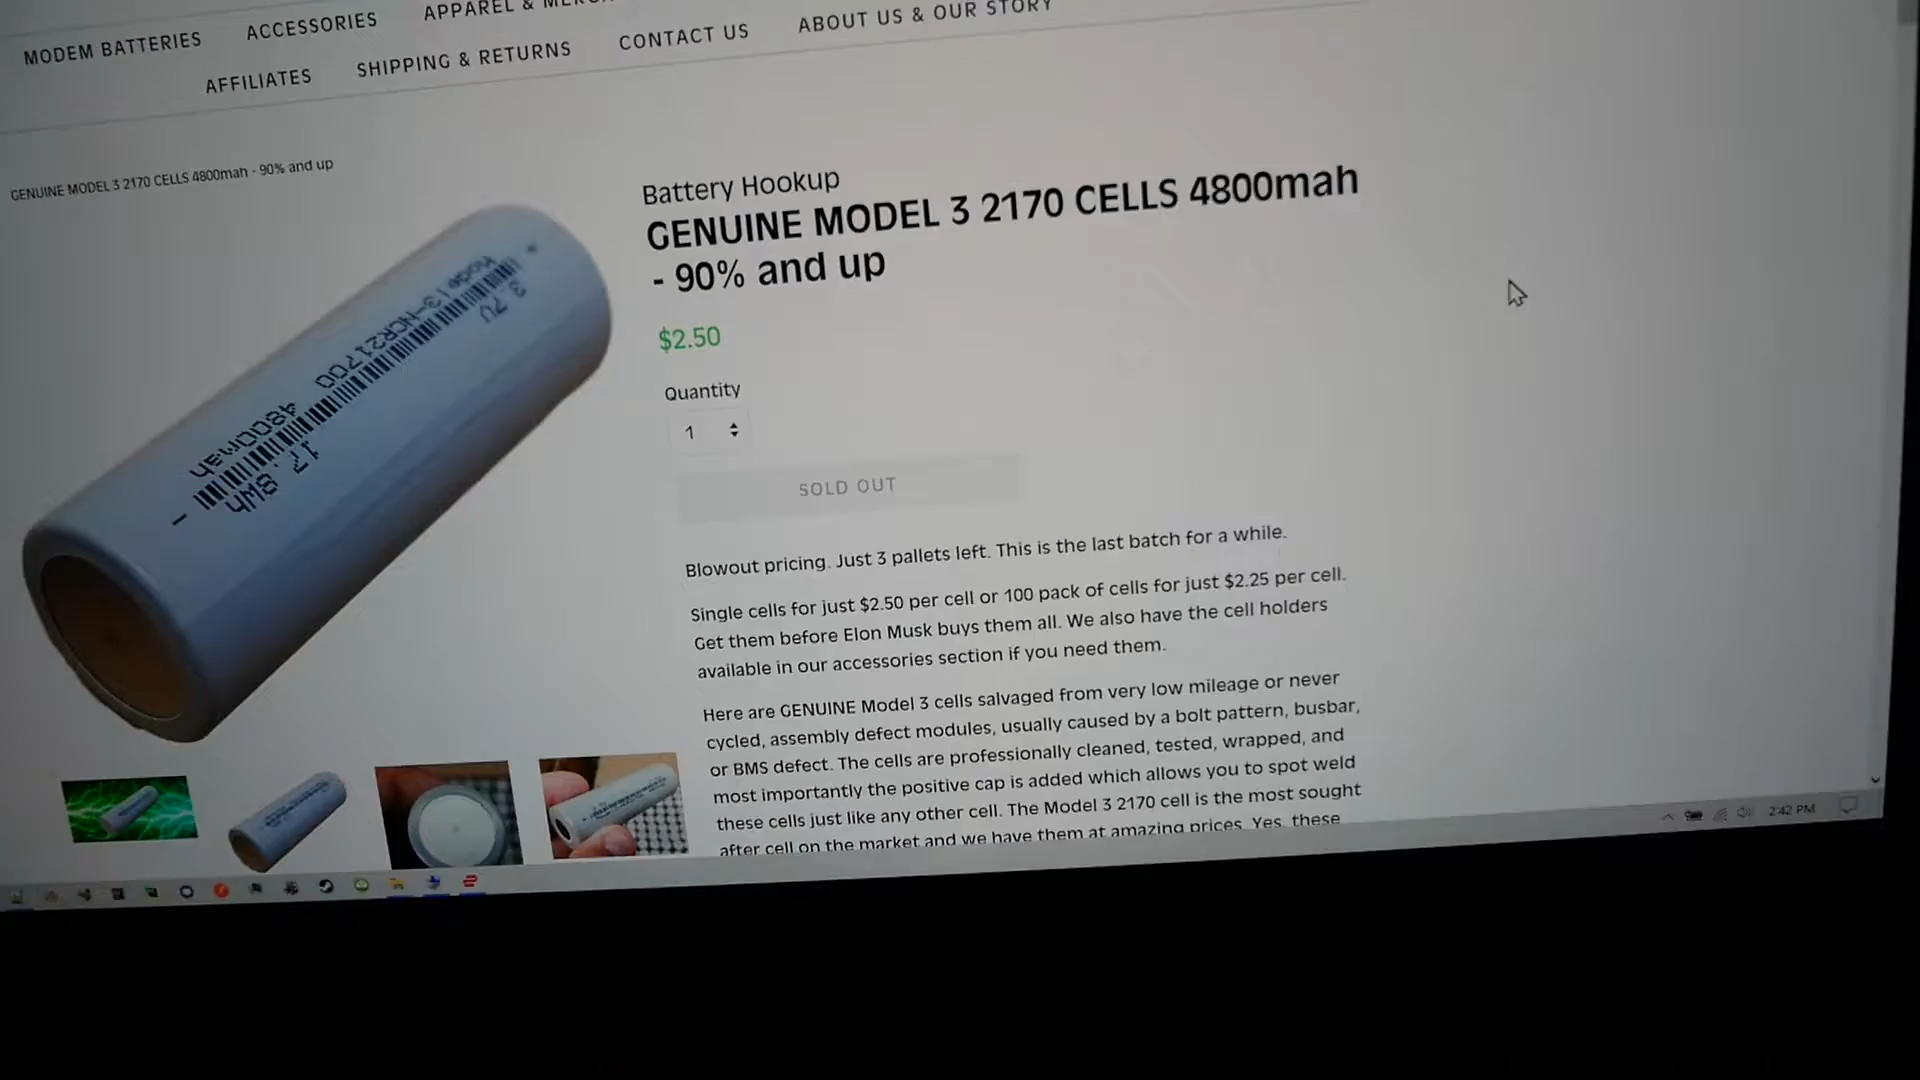 MODEM BATTERIES
ACCESSORIES
APPAREL &
AFFILIATES
SHIPPING & RETURNS
CONTACT US
ABOUT US & OUR STORY
GENUINE MODEL 3 2170 CELLS 4800mah - 90% and up
Battery Hookup
GENUINE MODEL 3 2170 CELLS 4800mah
- 90% and up
$2.50
Quantity
1
SOLD OUT
Blowout pricing. Just 3 pallets left. This is the last batch for a while.
Single cells for just $2.50 per cell or 100 pack of cells for just $2.25 per cell.
Get them before Elon Musk buys them all. We also have the cell holders
available in our accessories section if you need them.
Here are GENUINE Model 3 cells salvaged from very low mileage or never
cycled, assembly defect modules, usually caused by a bolt pattern, busbar,
or BMS defect. The cells are professionally cleaned, tested, wrapped, and
most importantly the positive cap is added which allows you to spot weld
these cells just like any other cell. The Model 3 2170 cell is the most sought
after cell on the market and we have them at amazing prices. Yes, these
3.7V
Model3-NCR21700
4800mAh
17.8Wh
2:42 PM